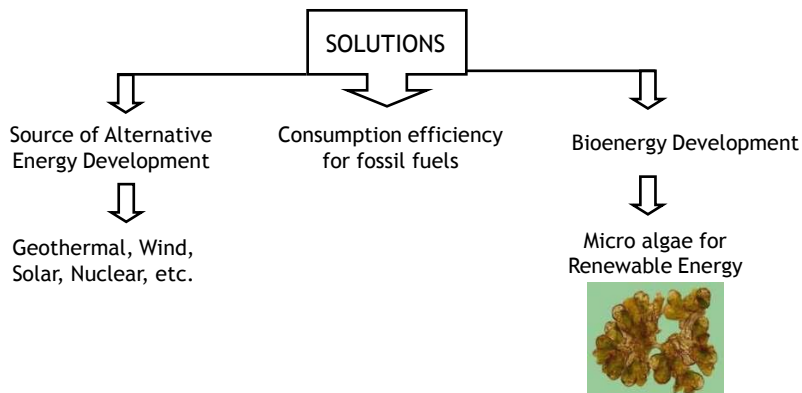 SOLUTIONS
Source of Alternative
Energy Development
Consumption efficiency
for fossil fuels
Bioenergy Development
Geothermal, Wind,
Solar, Nuclear, etc.
Micro algae for
Renewable Energy